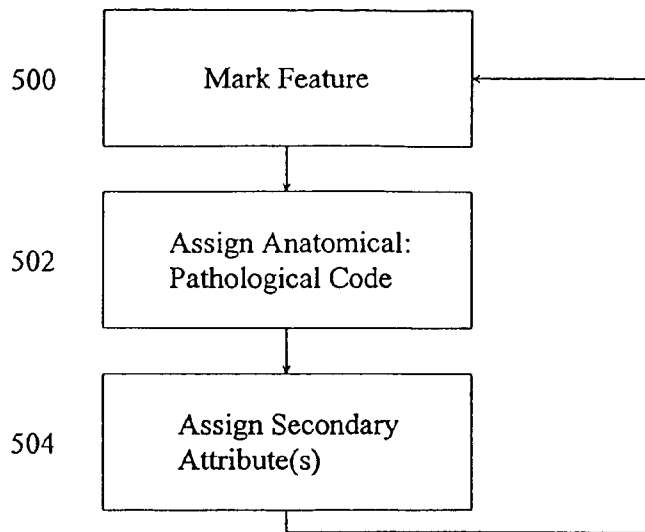 500
Mark Feature
502
Assign Anatomical:
Pathological Code
504
Assign Secondary
Attribute(s)